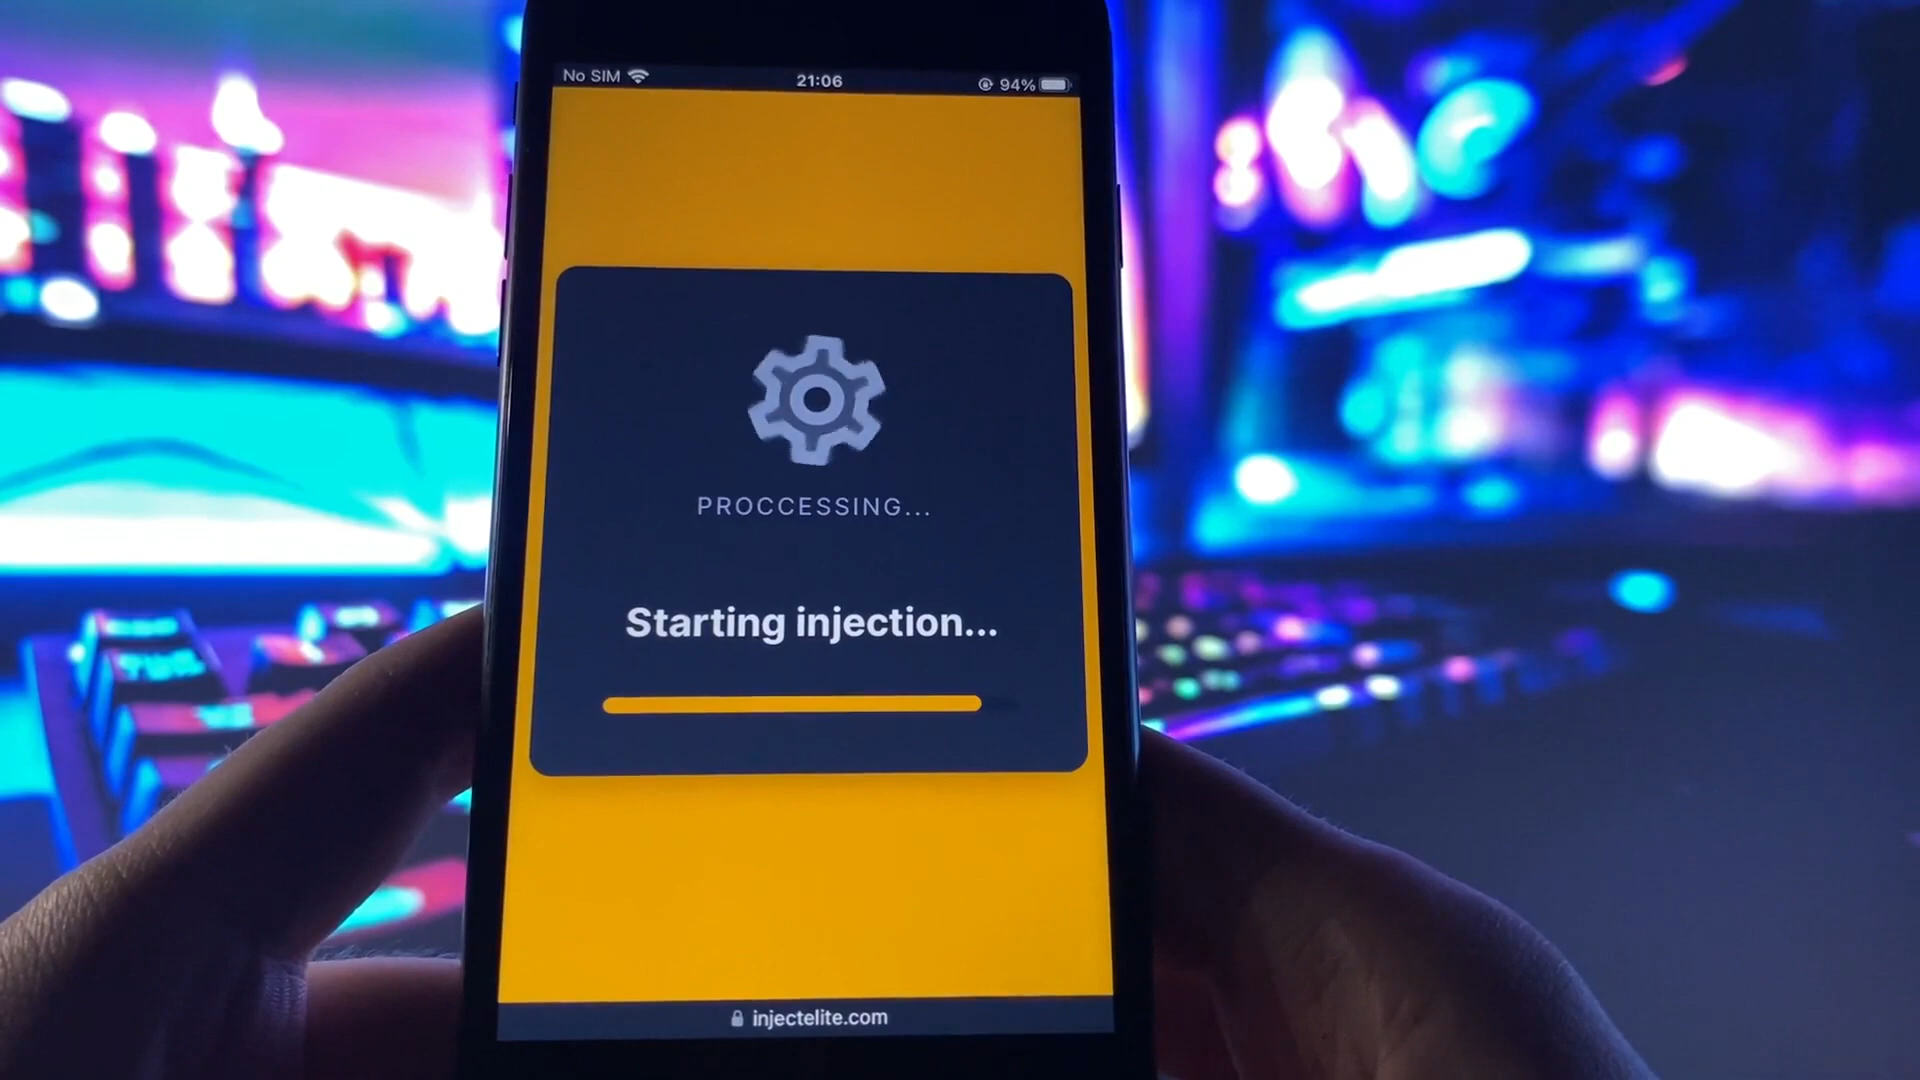 No SIM 21:06 94%
PROCCESSING...
Starting injection...
injectelite.com